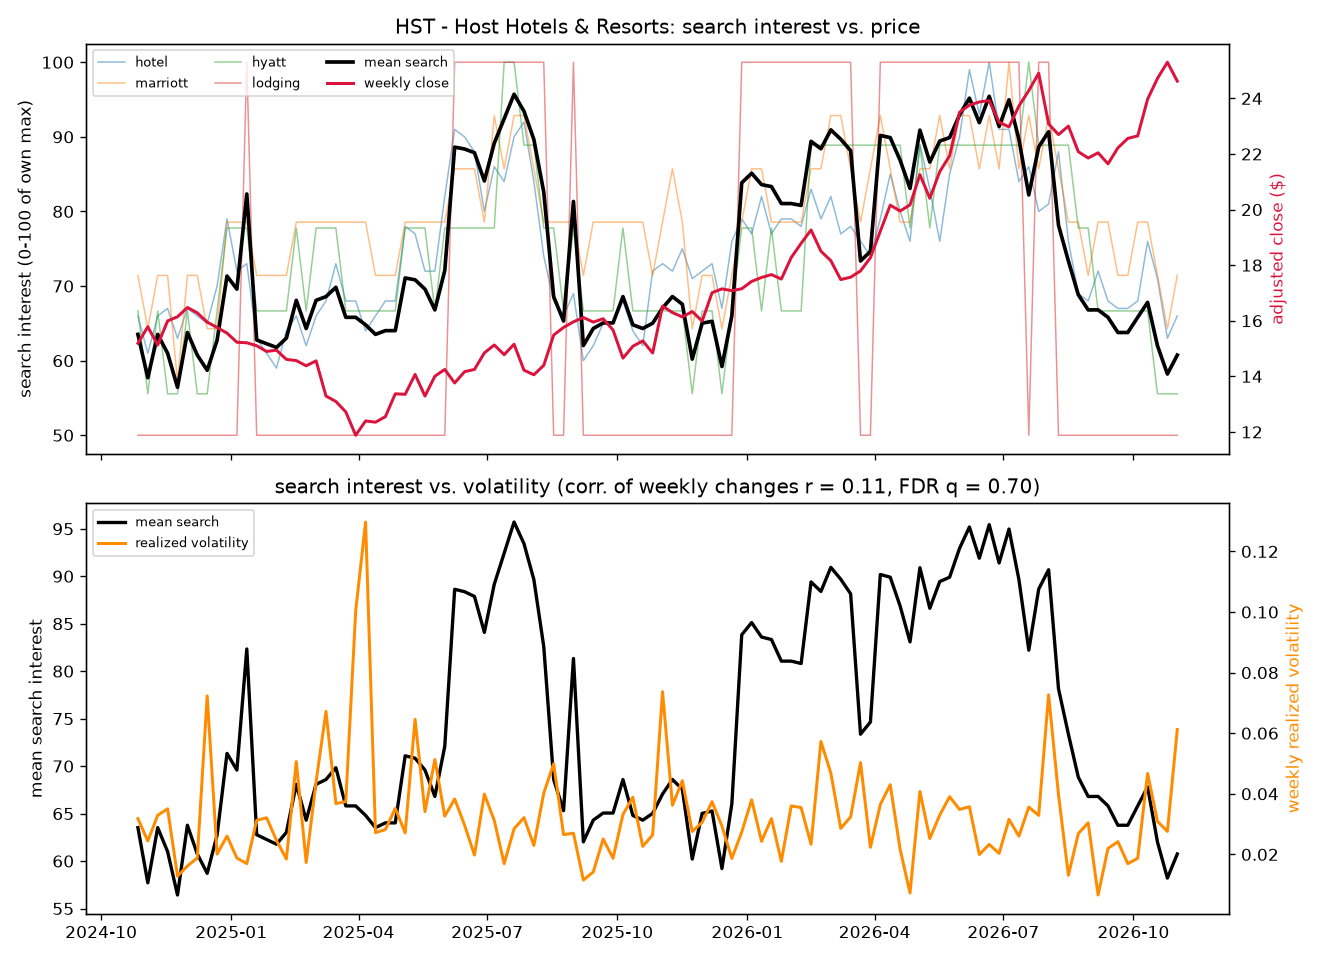 HST - Host Hotels & Resorts: search interest vs. price
hotel
marriott
hyatt
lodging
mean search
weekly close
search interest (0-100 of own max)
100
90
80
70
60
50
24
22
20
18
16
14
12
adjusted close ($)
search interest vs. volatility (corr. of weekly changes r = 0.11, FDR q = 0.70)
mean search
realized volatility
mean search interest
95
90
85
80
75
70
65
60
55
0.12
0.10
0.08
0.06
0.04
0.02
weekly realized volatility
2024-10
2025-01
2025-04
2025-07
2025-10
2026-01
2026-04
2026-07
2026-10